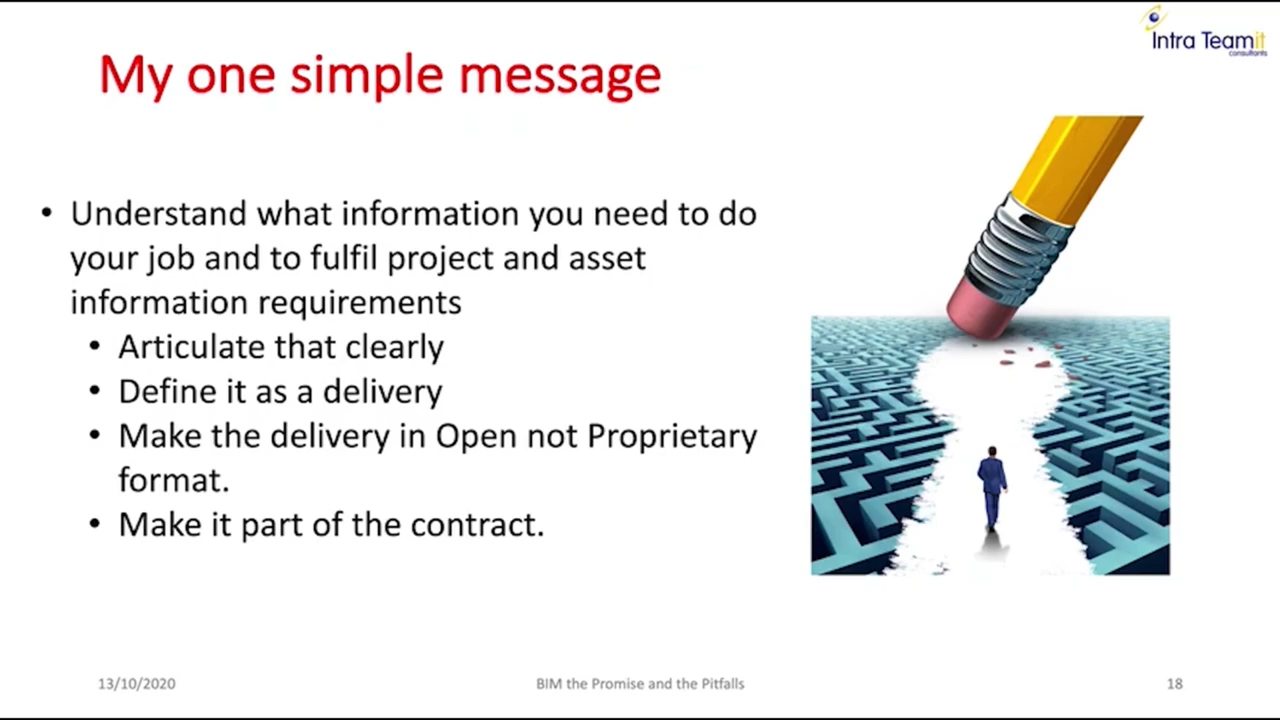 Intra Teamit
consultants
My one simple message
• Understand what information you need to do
your job and to fulfil project and asset
information requirements
• Articulate that clearly
• Define it as a delivery
• Make the delivery in Open not Proprietary
format.
• Make it part of the contract.
13/10/2020
BIM the Promise and the Pitfalls
18